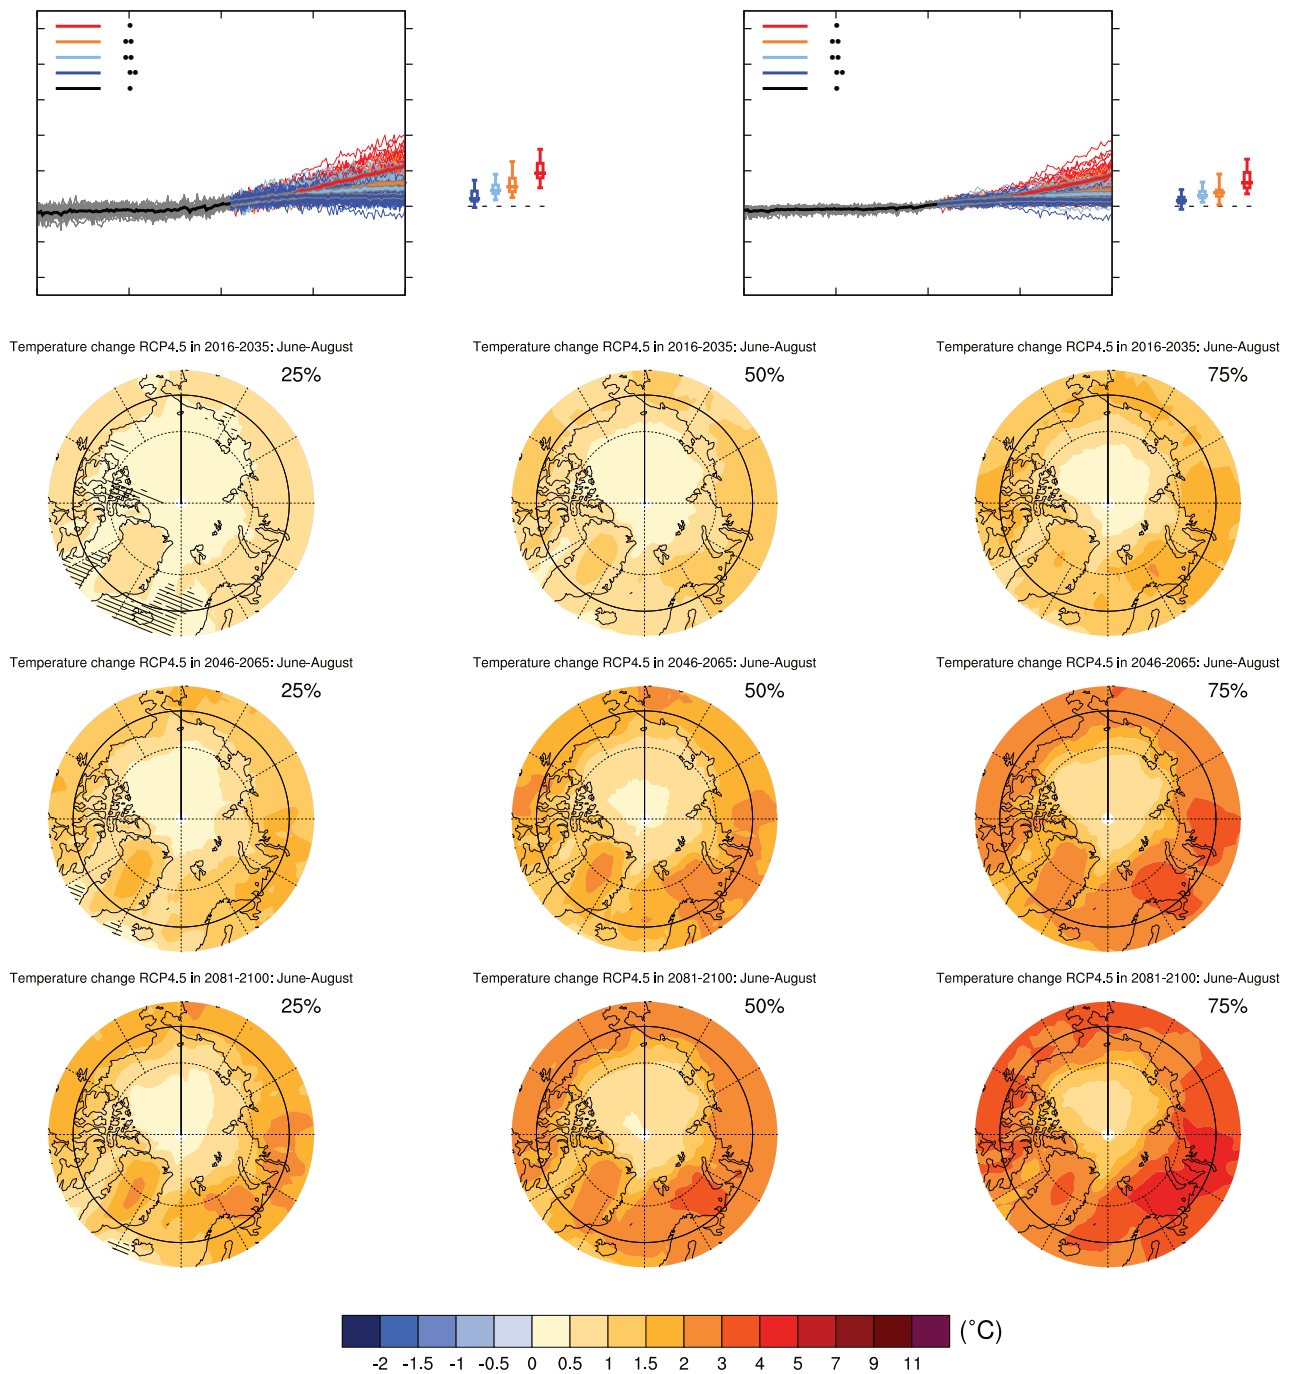 Temperature change RCP4.5 in 2016-2035: June-August
Temperature change RCP4.5 in 2016-2035: June-August
Temperature change RCP4.5 in 2016-2035: June-August
25%
50%
75%
Temperature change RCP4.5 in 2046-2065: June-August
Temperature change RCP4.5 in 2046-2065: June-August
Temperature change RCP4.5 in 2046-2065: June-August
25%
50%
75%
Temperature change RCP4.5 in 2081-2100: June-August
Temperature change RCP4.5 in 2081-2100: June-August
Temperature change RCP4.5 in 2081-2100: June-August
25%
50%
75%
(°C)
-2 -1.5 -1 -0.5 0 0.5 1 1.5 2 3 4 5 7 9 11